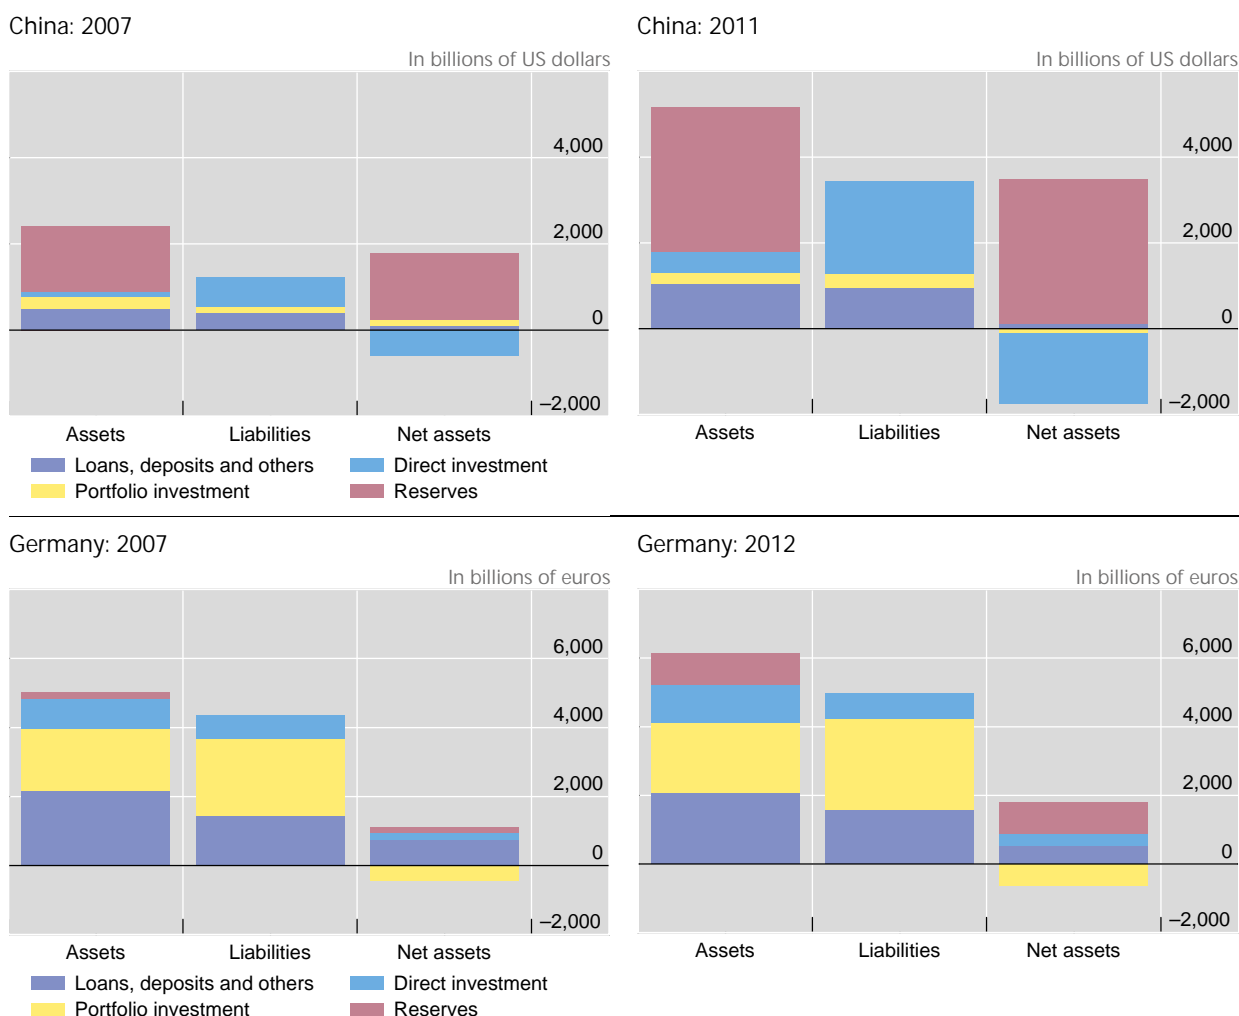 China: 2007
In billions of US dollars
4,000
2,000
0
–2,000
Assets Liabilities Net assets
Loans, deposits and others Direct investment
Portfolio investment Reserves
China: 2011
In billions of US dollars
4,000
2,000
0
–2,000
Assets Liabilities Net assets
Germany: 2007
In billions of euros
6,000
4,000
2,000
0
–2,000
Assets Liabilities Net assets
Loans, deposits and others Direct investment
Portfolio investment Reserves
Germany: 2012
In billions of euros
6,000
4,000
2,000
0
–2,000
Assets Liabilities Net assets